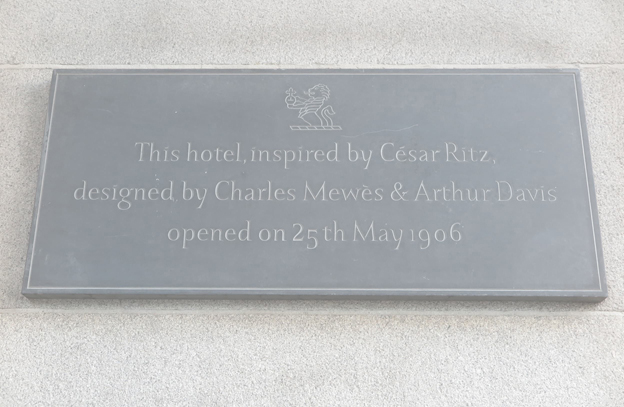 This hotel, inspired by César Ritz,
designed by Charles Mewès & Arthur Davis
opened on 25th May 1906